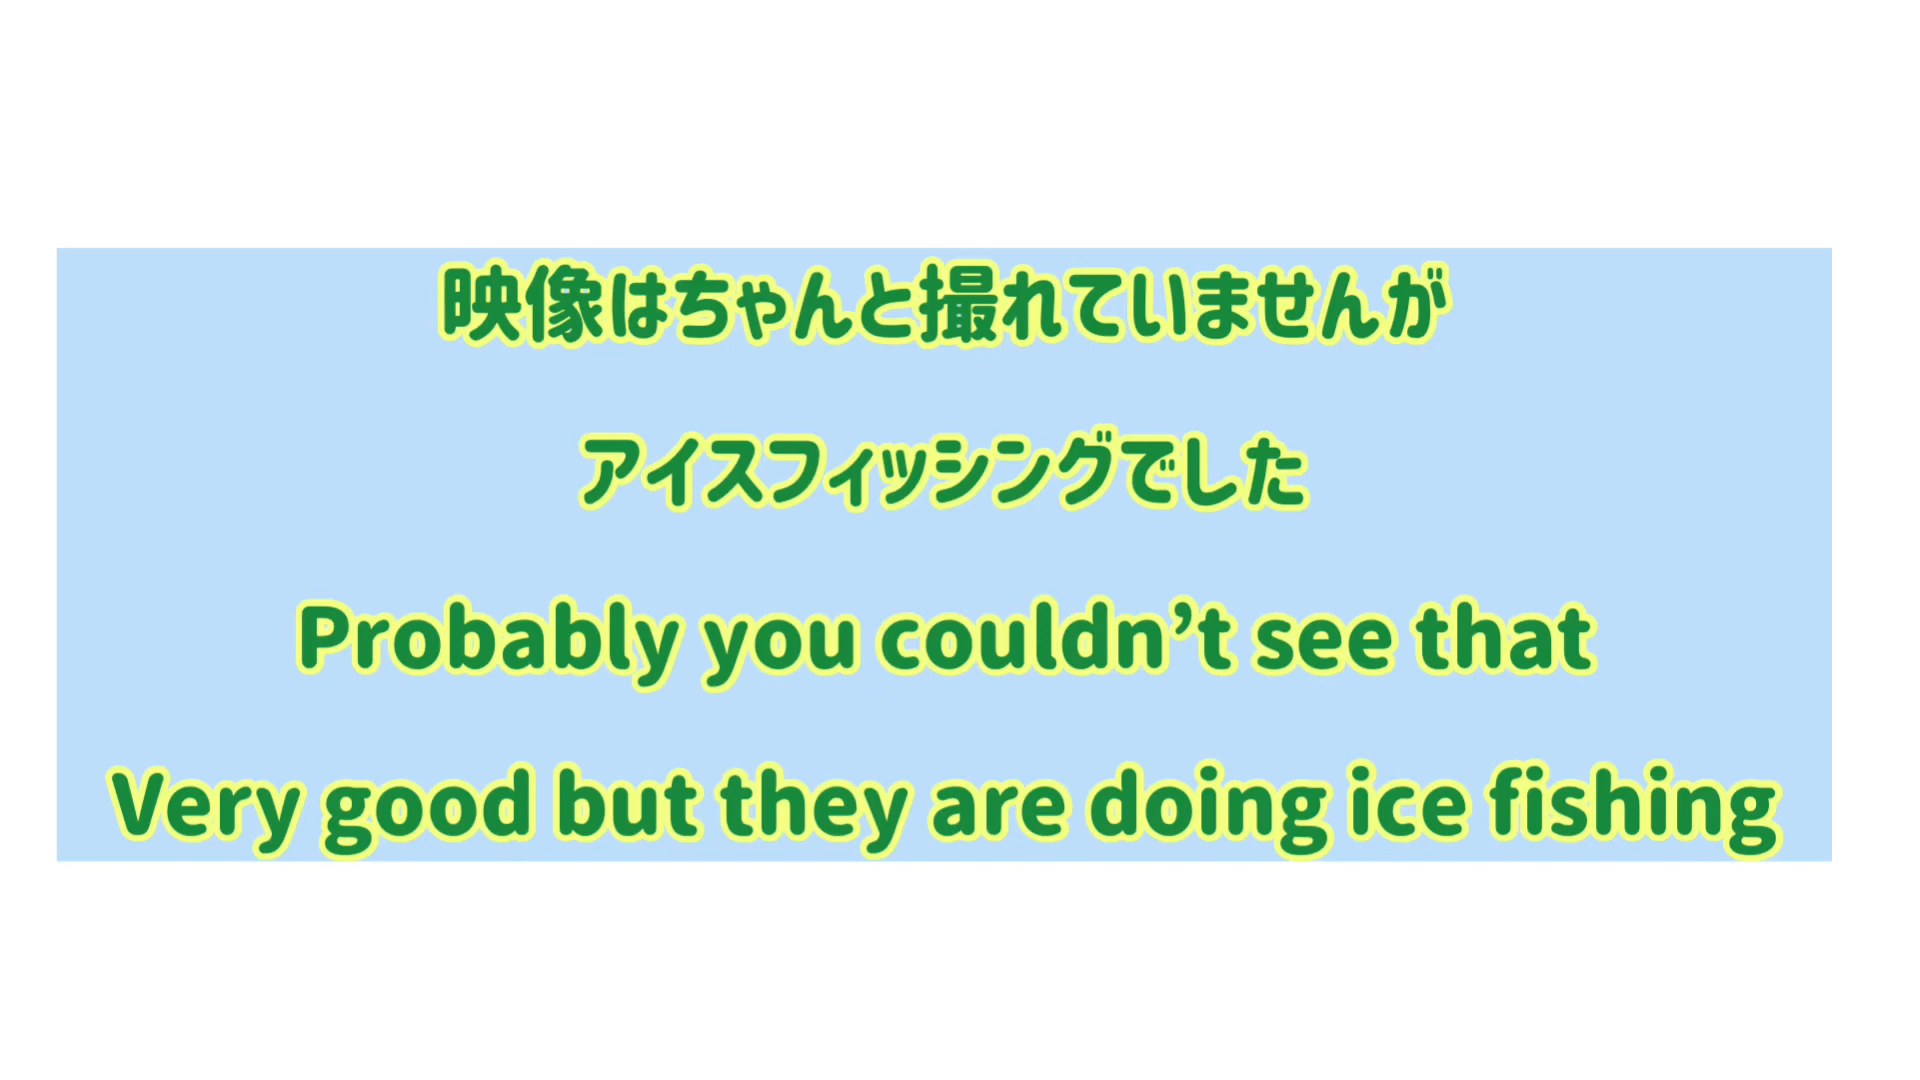 映像はちゃんと撮れていませんが
アイスフィッシングでした
Probably you couldn’t see that
Very good but they are doing ice fishing